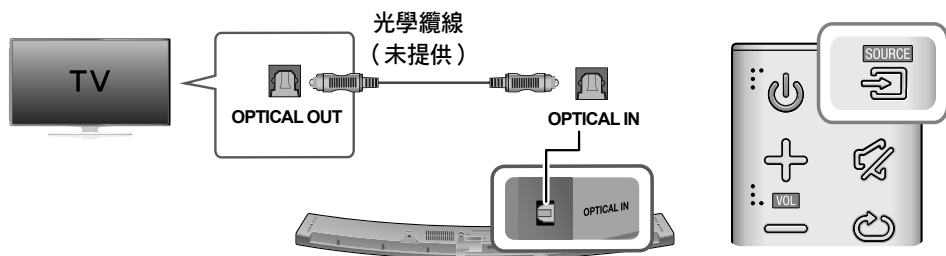 光學纜線
（未提供）
TV
OPTICAL OUT
OPTICAL IN
OPTICAL IN
SOURCE
VOL